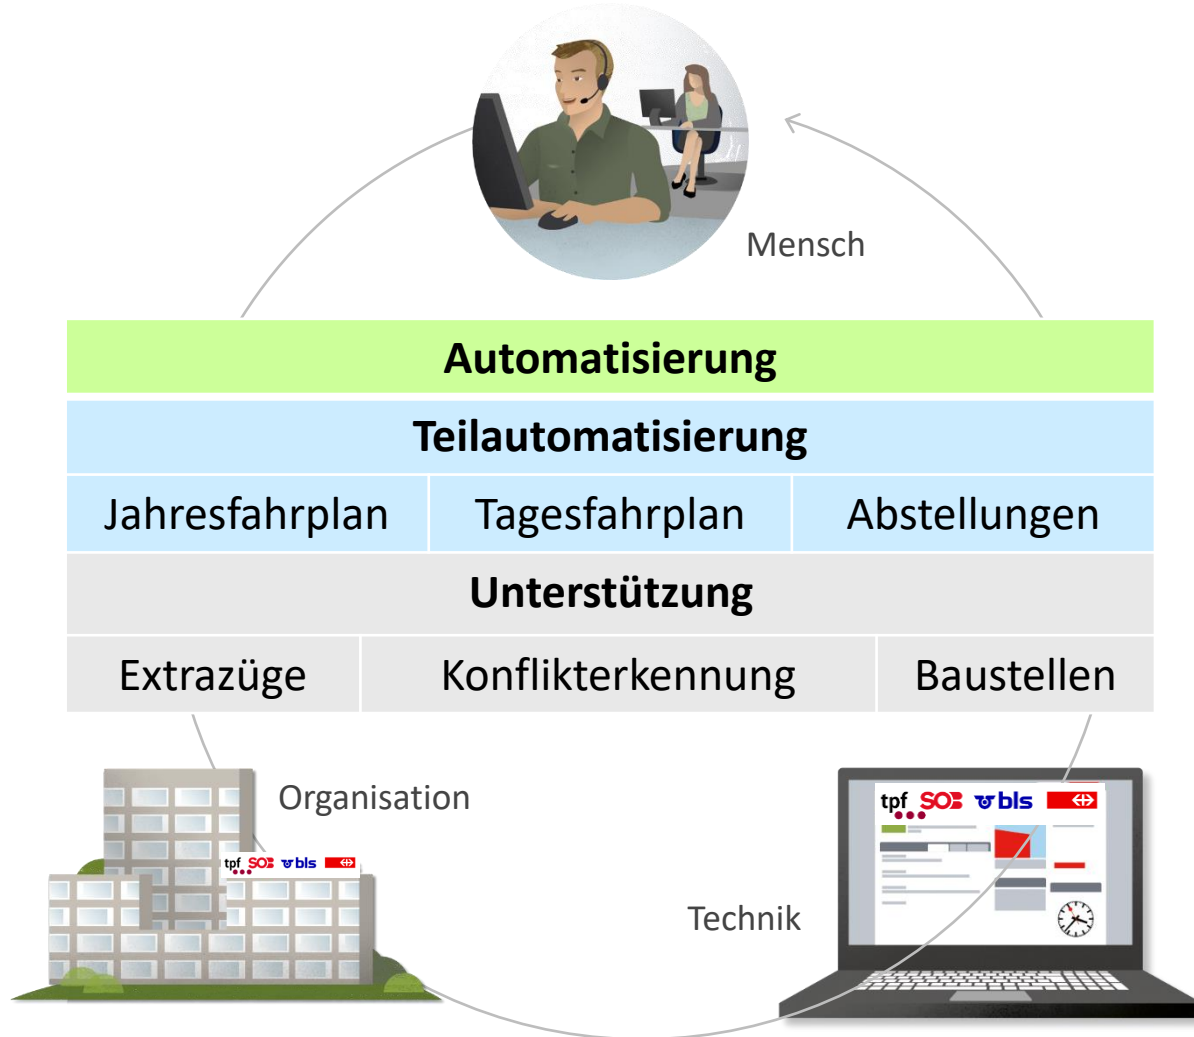 Mensch
Automatisierung
Teilautomatisierung
Jahresfahrplan Tagesfahrplan Abstellungen
Unterstützung
Extrazüge Konflikterkennung Baustellen
Organisation
tpf SOB bls
tpf SOB bls
Technik